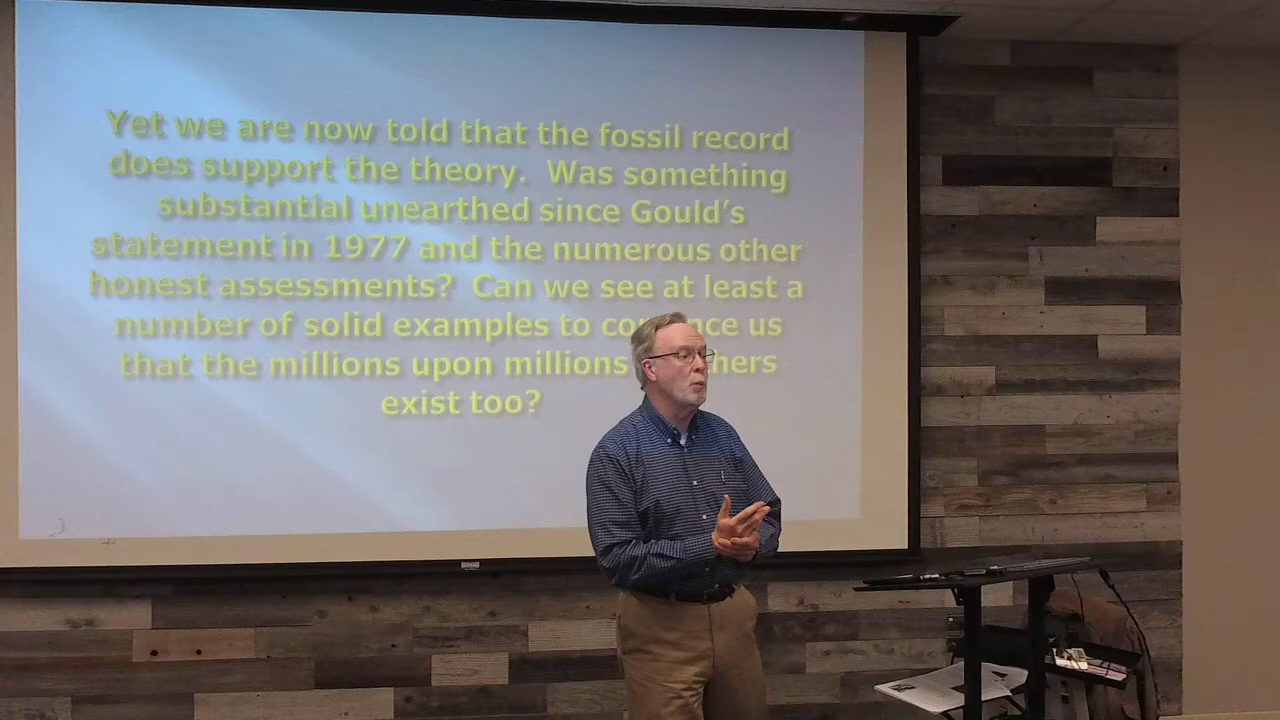 Yet we are now told that the fossil record
does support the theory. Was something
substantial unearthed since Gould's
statement in 1977 and the numerous other
honest assessments? Can we see at least a
number of solid examples to us
that the millions upon millions
exist too?